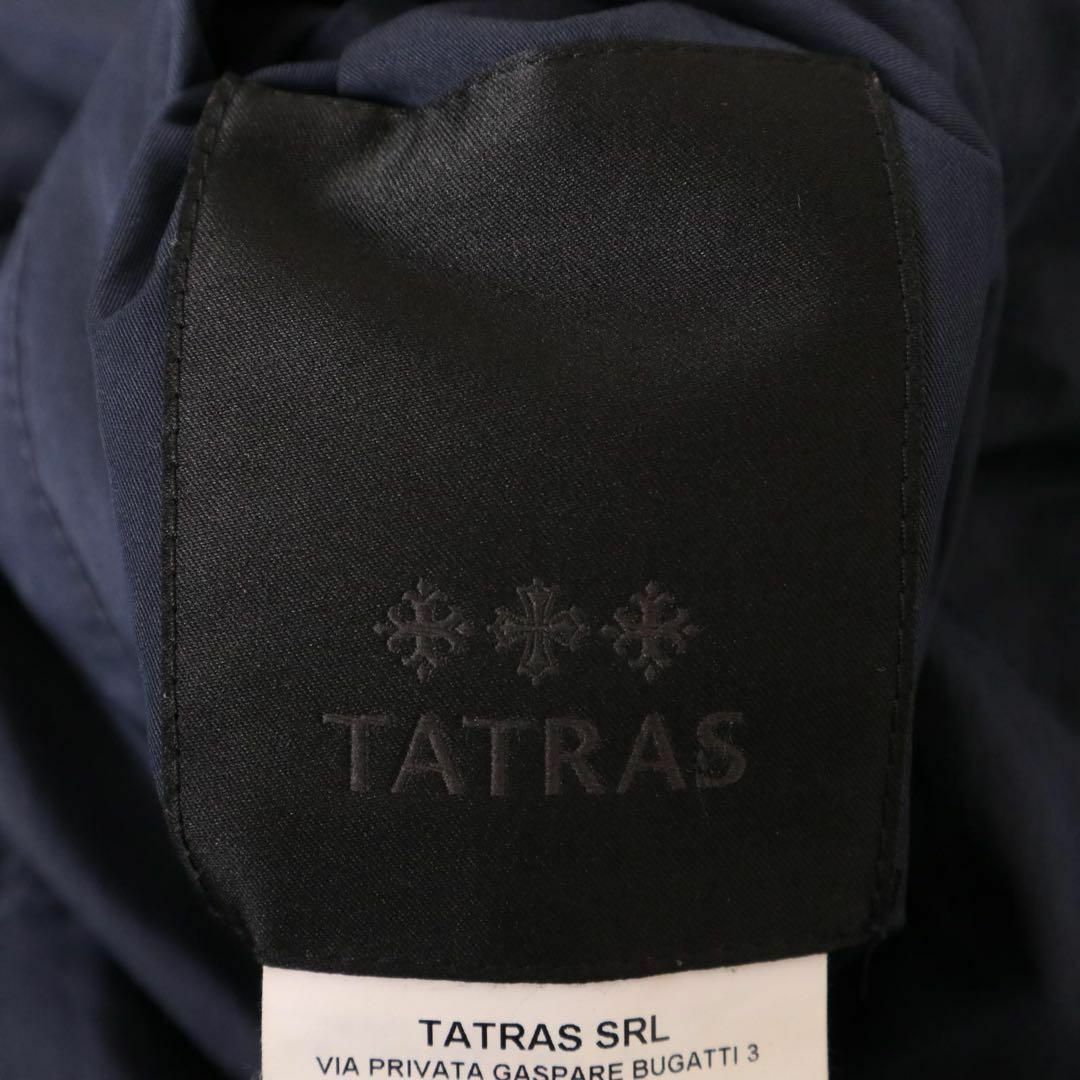 TATRAS
TATRAS SRL
VIA PRIVATA GASPARE BUGATTI 3